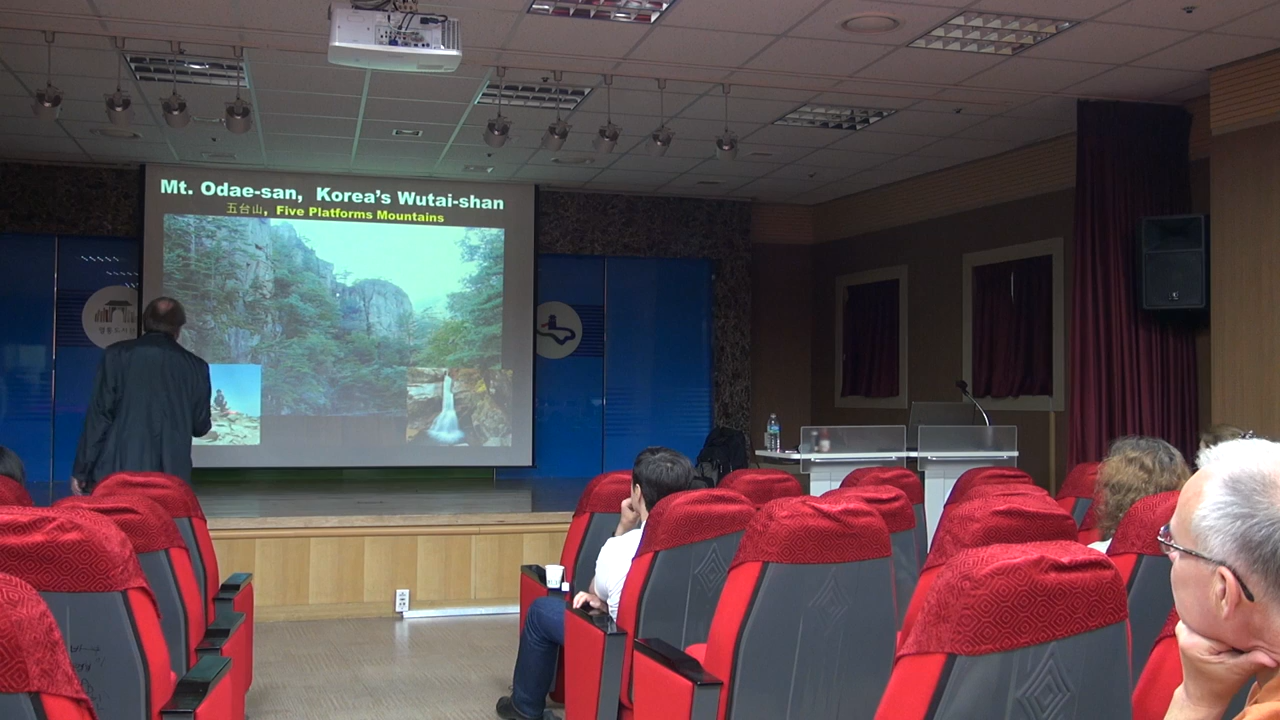 Mt. Odae-san,  Korea's Wutai-shan
五台山, Five Platforms Mountains